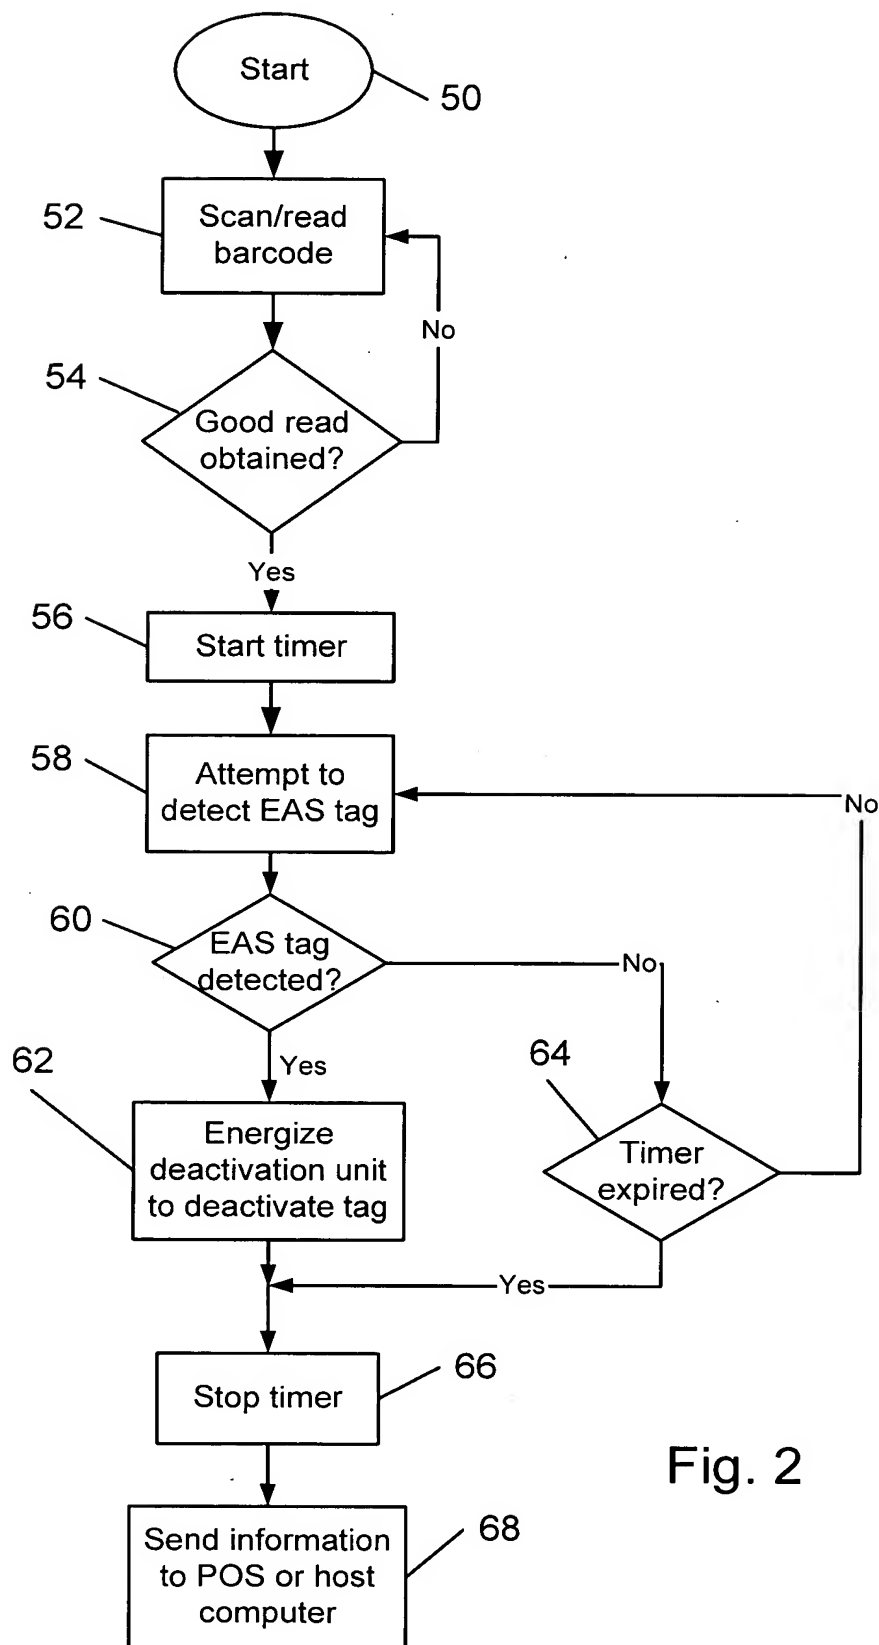 Start
50
52
Scan/read
barcode
No
54
Good read
obtained?
Yes
56
Start timer
58
Attempt to
detect EAS tag
No
60
EAS tag
detected?
No
62
Yes
64
Energize
deactivation unit
to deactivate tag
Timer
expired?
Yes
Stop timer
66
Fig. 2
Send information
to POS or host
computer
68